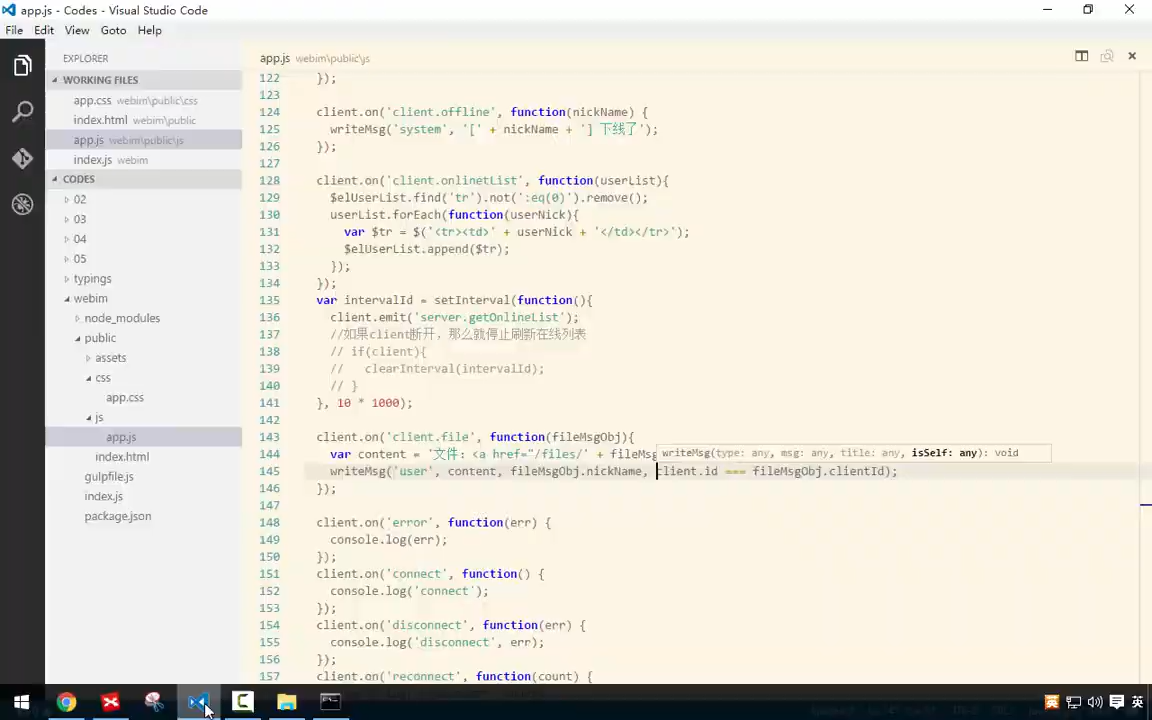 app.js - Codes - Visual Studio Code
File Edit View Goto Help
EXPLORER
WORKING FILES
app.css webim\public\css
index.html webim\public
app.js webim\public\js
index.js webim
CODES
02
03
04
05
typings
webim
node_modules
public
assets
css
app.css
js
app.js
index.html
gulpfile.js
index.js
package.json
app.js webim\public\js
122 });
123
124 client.on('client.offline', function(nickName) {
125 writeMsg('system', '[' + nickName + '] 下线了');
126 });
127
128 client.on('client.onlinetList', function(userList){
129 $elUserList.find('tr').not(':eq(0)').remove();
130 userList.forEach(function(userNick){
131 var $tr = $('<tr><td>' + userNick + '</td></tr>');
132 $elUserList.append($tr);
133 });
134 });
135 var intervalId = setInterval(function(){
136 client.emit('server.getOnlineList');
137 //如果client断开，那么就停止刷新在线列表
138 // if(client){
139 //   clearInterval(intervalId);
140 // }
141 }, 10 * 1000);
142
143 client.on('client.file', function(fileMsgObj){
144 var content = '文件: <a href="/files/' + fileMsg
writeMsg(type: any, msg: any, title: any, isSelf: any): void
145 writeMsg('user', content, fileMsgObj.nickName, client.id === fileMsgObj.clientId);
146 });
147
148 client.on('error', function(err) {
149 console.log(err);
150 });
151 client.on('connect', function() {
152 console.log('connect');
153 });
154 client.on('disconnect', function(err) {
155 console.log('disconnect', err);
156 });
157 client.on('reconnect', function(count) {
英